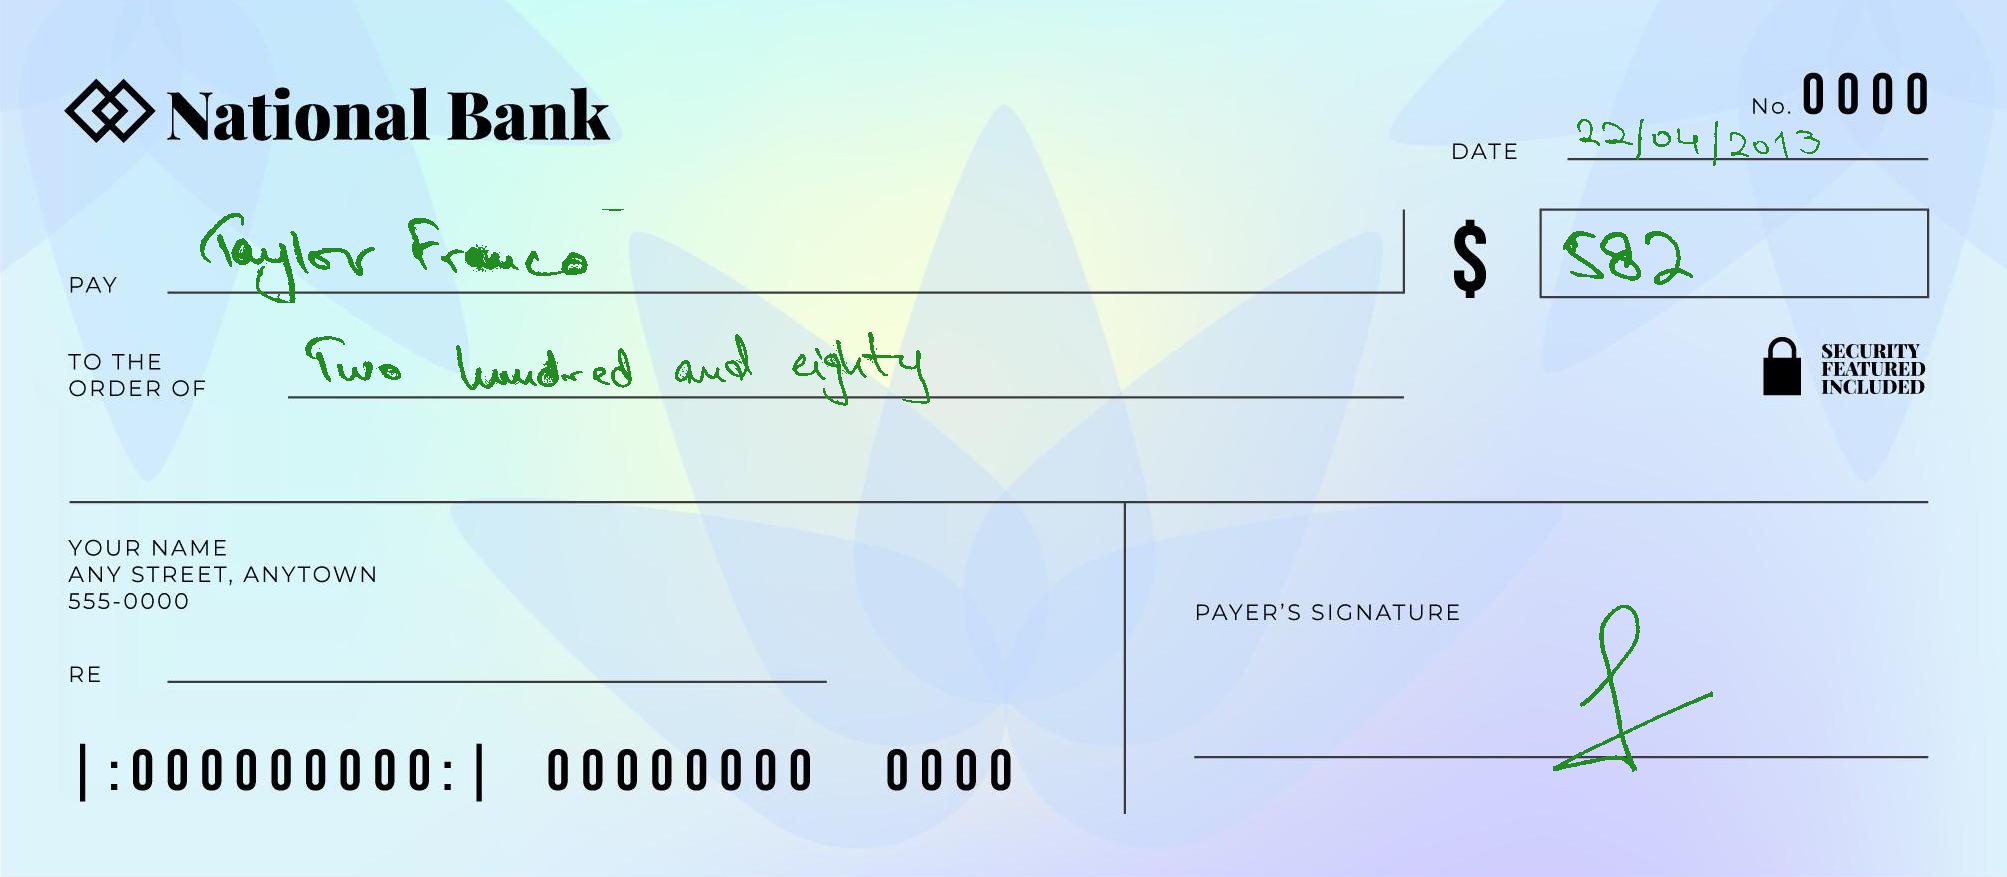 National Bank
No. 0000
DATE 22/04/2013
PAY Taylor Franco
$ 582
TO THE
ORDER OF Two hundred and eighty
SECURITY
FEATURED
INCLUDED
YOUR NAME
ANY STREET, ANYTOWN
555-0000
PAYER'S SIGNATURE
RE
|:000000000:| 00000000 0000